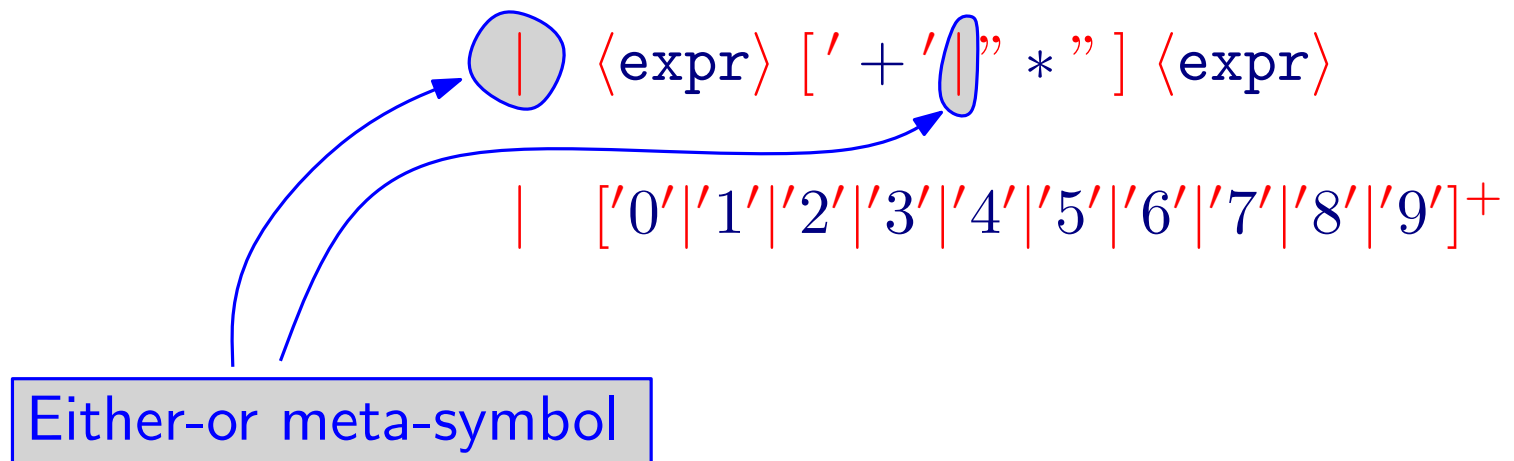 | ⟨expr⟩ [ ′ + ′ | ” ∗ ” ] ⟨expr⟩
| [′0′|′1′|′2′|′3′|′4′|′5′|′6′|′7′|′8′|′9′]⁺
Either-or meta-symbol